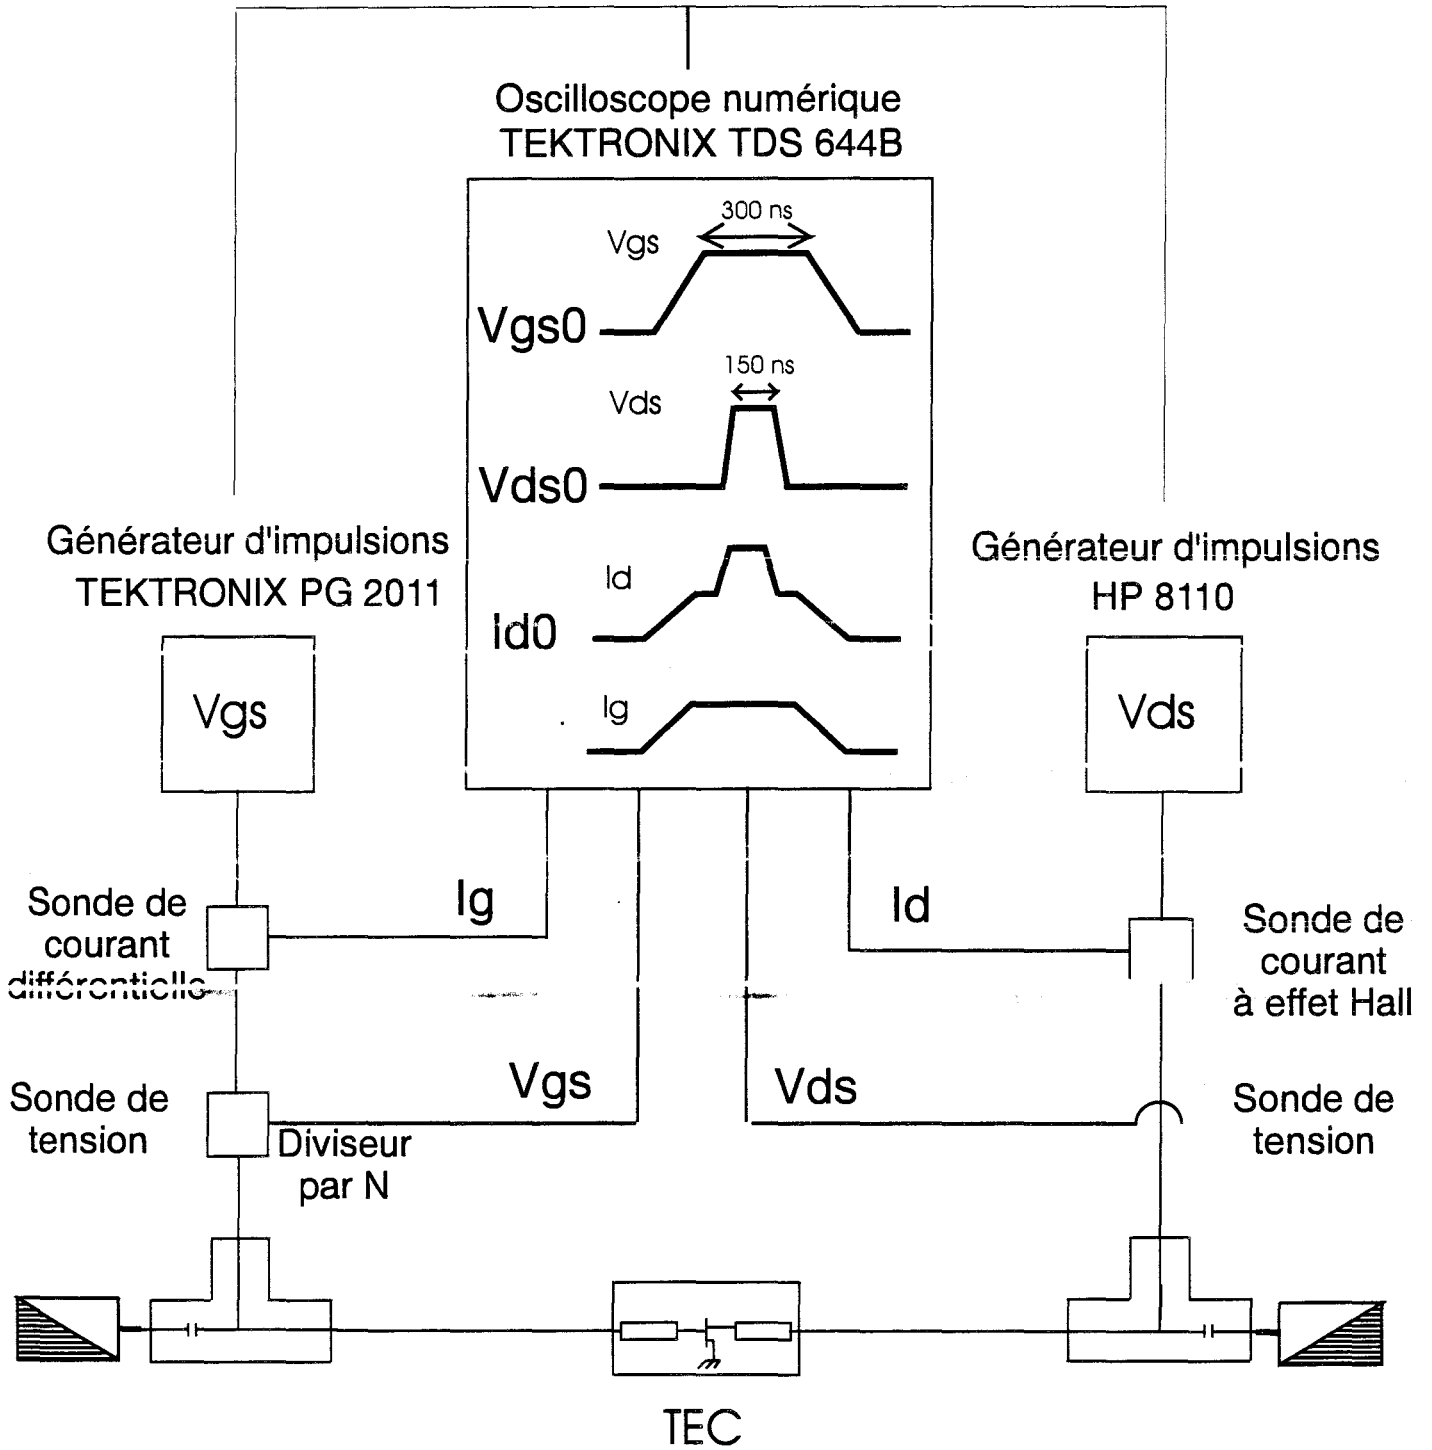 Oscilloscope numérique
TEKTRONIX TDS 644B
300 ns
Vgs
Vgs0
150 ns
Vds
Vds0
Id
Id0
Ig
Générateur d'impulsions
TEKTRONIX PG 2011
Vgs
Générateur d'impulsions
HP 8110
Vds
Sonde de
courant
différentielle
Ig
Id
Sonde de
courant
à effet Hall
Sonde de
tension
Vgs
Diviseur
par N
Vds
Sonde de
tension
TEC